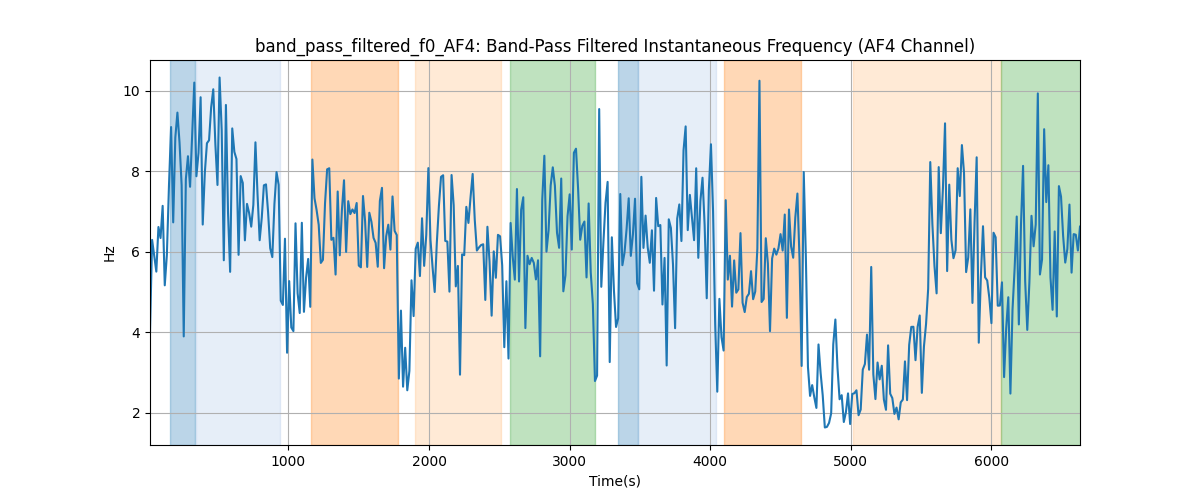 band_pass_filtered_f0_AF4: Band-Pass Filtered Instantaneous Frequency (AF4 Channel)
10
8
6
4
2
Hz
1000 2000 3000 4000 5000 6000
Time(s)